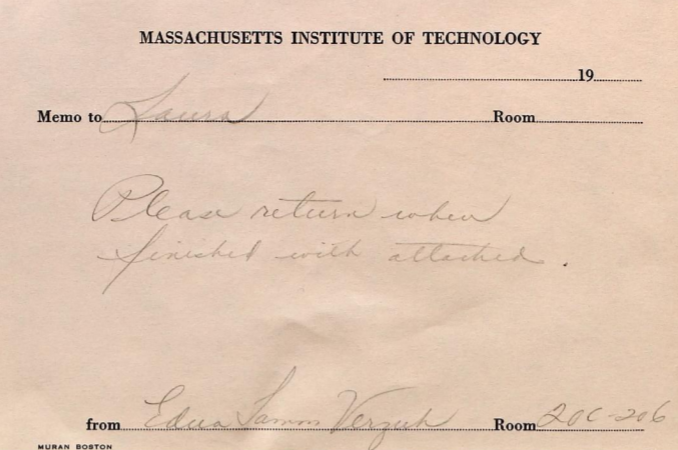 MASSACHUSETTS INSTITUTE OF TECHNOLOGY
19
Memo to Laura Room
Please return when
finished with attached.
from Edna Tamm Verzuh Room 20C-206
MURAN BOSTON